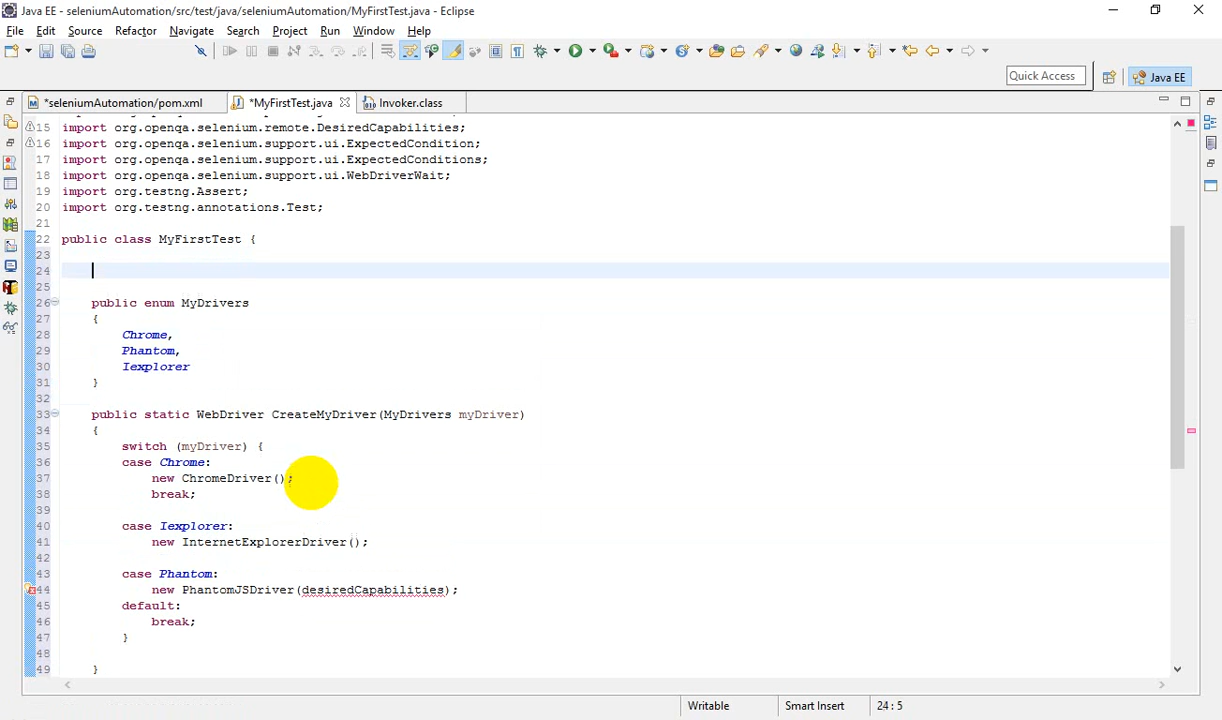 Java EE - seleniumAutomation/src/test/java/seleniumAutomation/MyFirstTest.java - Eclipse
File Edit Source Refactor Navigate Search Project Run Window Help
Quick Access Java EE
*seleniumAutomation/pom.xml *MyFirstTest.java Invoker.class
15 import org.openqa.selenium.remote.DesiredCapabilities;
16 import org.openqa.selenium.support.ui.ExpectedCondition;
17 import org.openqa.selenium.support.ui.ExpectedConditions;
18 import org.openqa.selenium.support.ui.WebDriverWait;
19 import org.testng.Assert;
20 import org.testng.annotations.Test;
21
22 public class MyFirstTest {
23
24
25
26 public enum MyDrivers
27 {
28 Chrome,
29 Phantom,
30 Iexplorer
31 }
32
33 public static WebDriver CreateMyDriver(MyDrivers myDriver)
34 {
35 switch (myDriver) {
36 case Chrome:
37 new ChromeDriver();
38 break;
39
40 case Iexplorer:
41 new InternetExplorerDriver();
42
43 case Phantom:
44 new PhantomJSDriver(desiredCapabilities);
45 default:
46 break;
47 }
48
49 }
Writable Smart Insert 24 : 5